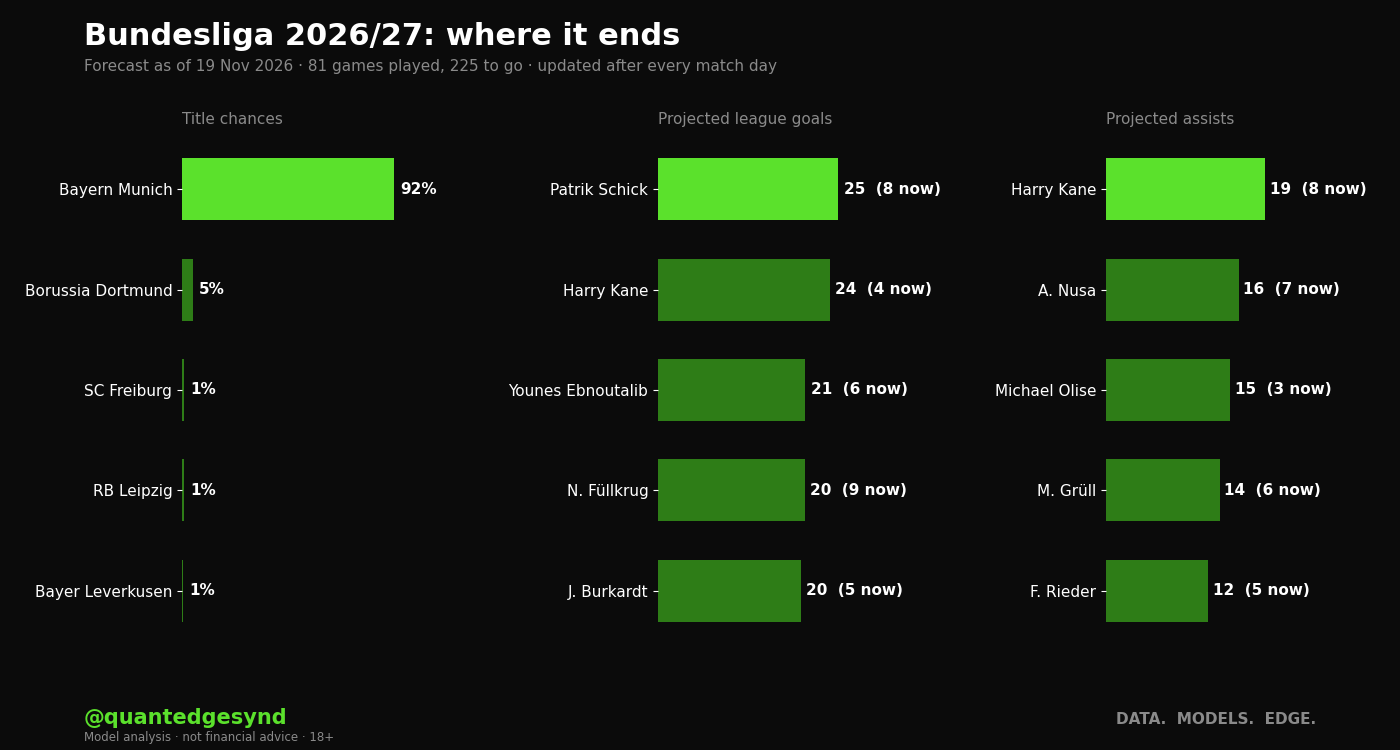 Bundesliga 2026/27: where it ends
Forecast as of 19 Nov 2026 · 81 games played, 225 to go · updated after every match day
Title chances
Bayern Munich 92%
Borussia Dortmund 5%
SC Freiburg 1%
RB Leipzig 1%
Bayer Leverkusen 1%
Projected league goals
Patrik Schick 25 (8 now)
Harry Kane 24 (4 now)
Younes Ebnoutalib 21 (6 now)
N. Füllkrug 20 (9 now)
J. Burkardt 20 (5 now)
Projected assists
Harry Kane 19 (8 now)
A. Nusa 16 (7 now)
Michael Olise 15 (3 now)
M. Grüll 14 (6 now)
F. Rieder 12 (5 now)
@quantedgesynd
Model analysis · not financial advice · 18+
DATA. MODELS. EDGE.